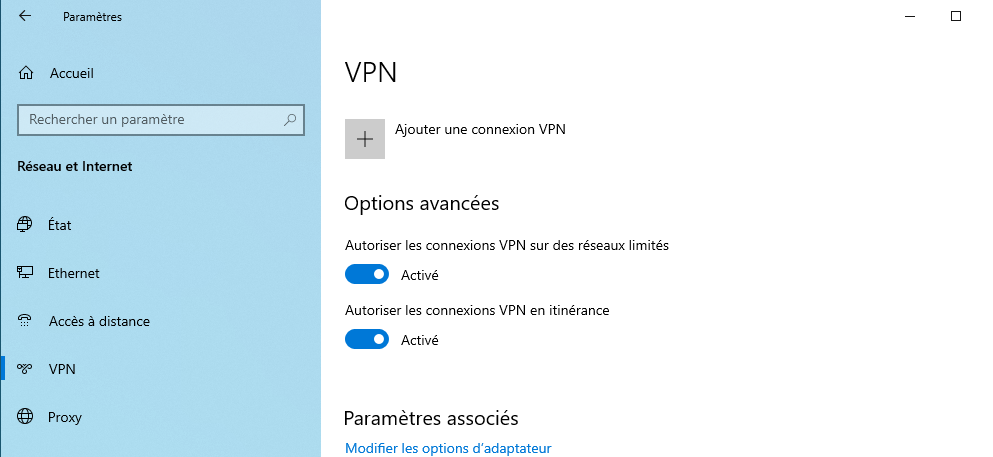 Paramètres
Accueil
Rechercher un paramètre
Réseau et Internet
État
Ethernet
Accès à distance
VPN
Proxy
VPN
Ajouter une connexion VPN
Options avancées
Autoriser les connexions VPN sur des réseaux limités
Activé
Autoriser les connexions VPN en itinérance
Activé
Paramètres associés
Modifier les options d’adaptateur